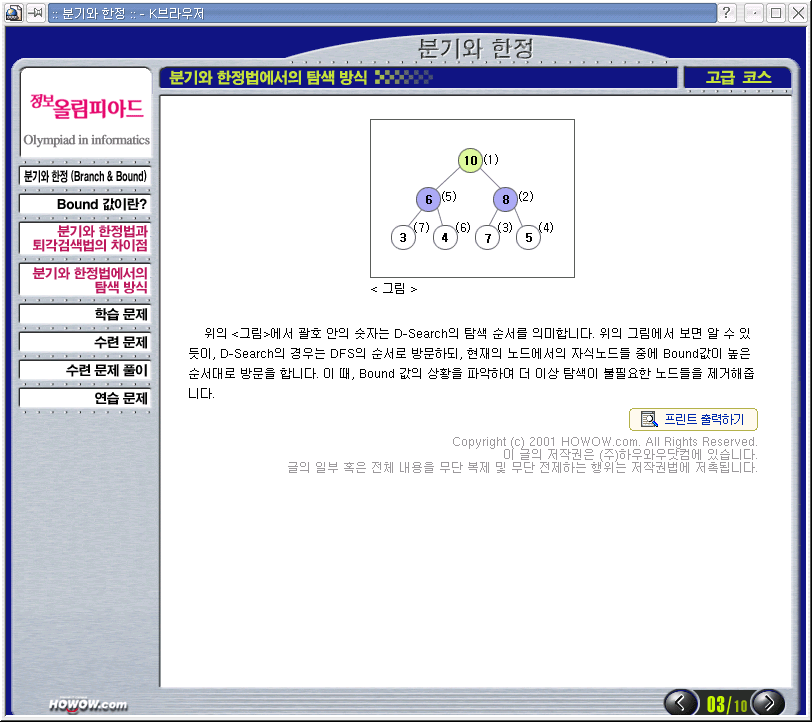 :: 분기와 한정 :: - K브라우저
분기와 한정
분기와 한정법에서의 탐색 방식
고급 코스
정보올림피아드
Olympiad in informatics
분기와 한정 (Branch & Bound)
Bound 값이란?
분기와 한정법과
퇴각검색법의 차이점
분기와 한정법에서의
탐색 방식
학습 문제
수련 문제
수련 문제 풀이
연습 문제
10 (1)
6 (5) 8 (2)
3 (7) 4 (6) 7 (3) 5 (4)
< 그림 >
위의 <그림>에서 괄호 안의 숫자는 D-Search의 탐색 순서를 의미합니다. 위의 그림에서 보면 알 수 있
듯이, D-Search의 경우는 DFS의 순서로 방문하되, 현재의 노드에서의 자식노드들 중에 Bound값이 높은
순서대로 방문을 합니다. 이 때, Bound 값의 상황을 파악하며 더 이상 탐색이 불필요한 노드들을 제거해줍
니다.
프린트 출력하기
Copyright (c) 2001 HOWOW.com. All Rights Reserved.
이 글의 저작권은 (주)하우와우닷컴에 있습니다.
글의 일부 혹은 전체 내용을 무단 복제 및 무단 전제하는 행위는 저작권법에 저촉됩니다.
HOWOW.com
03/10